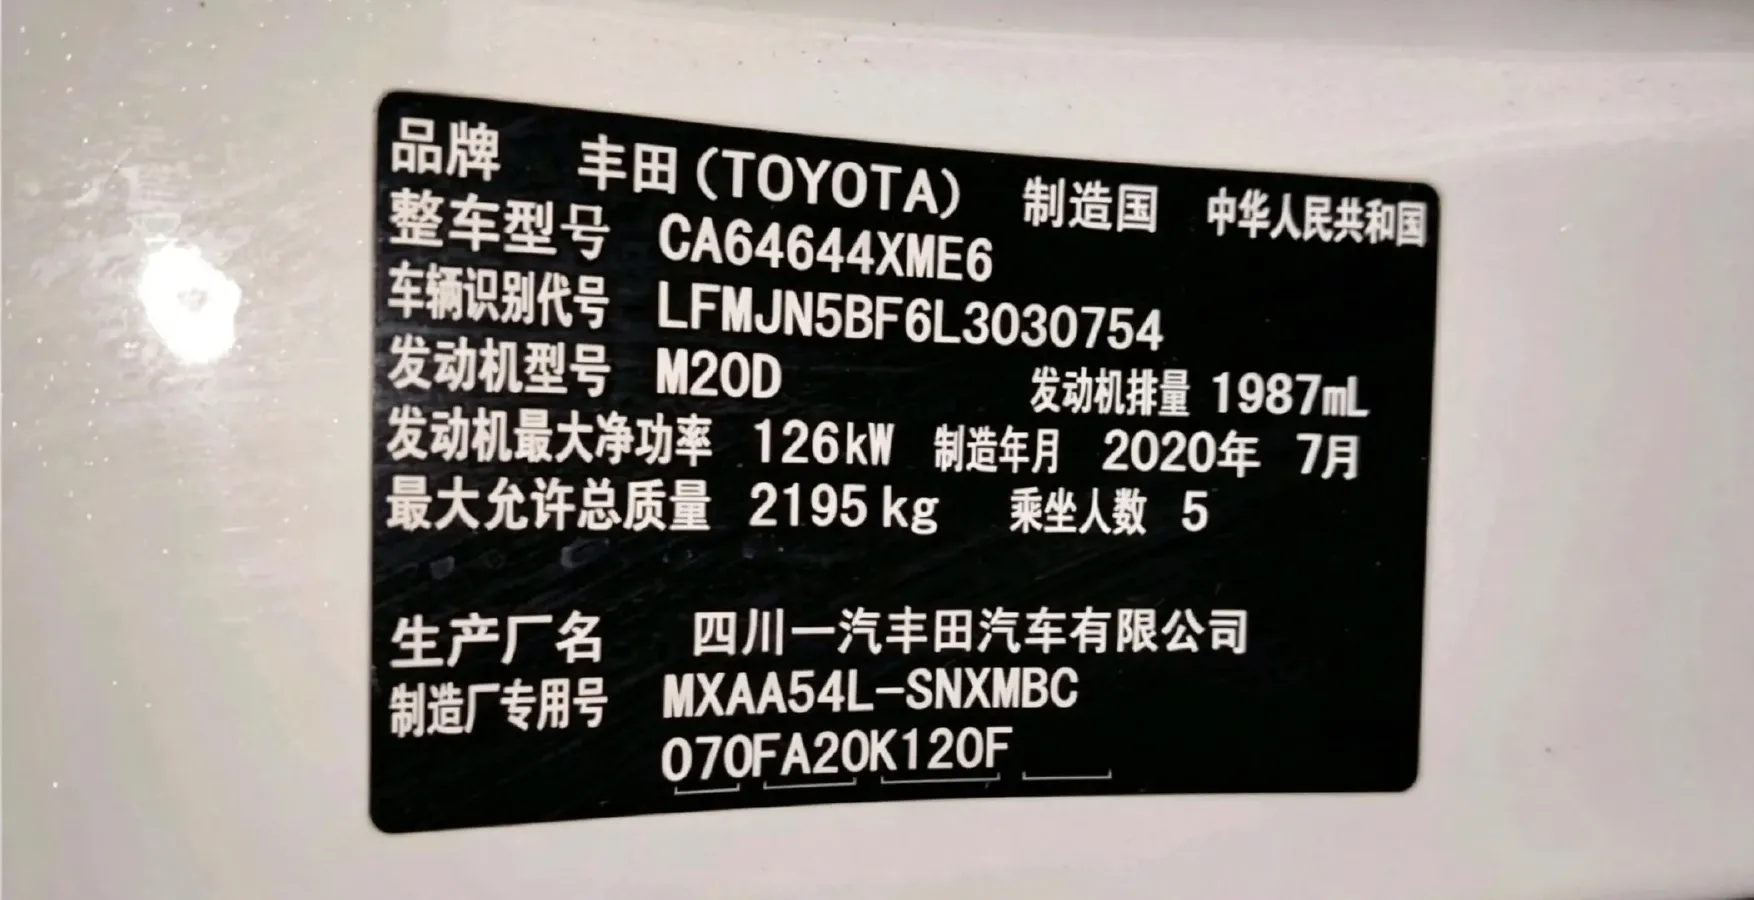 品牌 丰田(TOYOTA) 制造国 中华人民共和国
整车型号 CA64644XME6
车辆识别代号 LFMJN5BF6L3030754
发动机型号 M20D 发动机排量 1987mL
发动机最大净功率 126kW 制造年月 2020年 7月
最大允许总质量 2195kg 乘坐人数 5
生产厂名 四川一汽丰田汽车有限公司
制造厂专用号 MXAA54L-SNXMBC
070FA20K120F